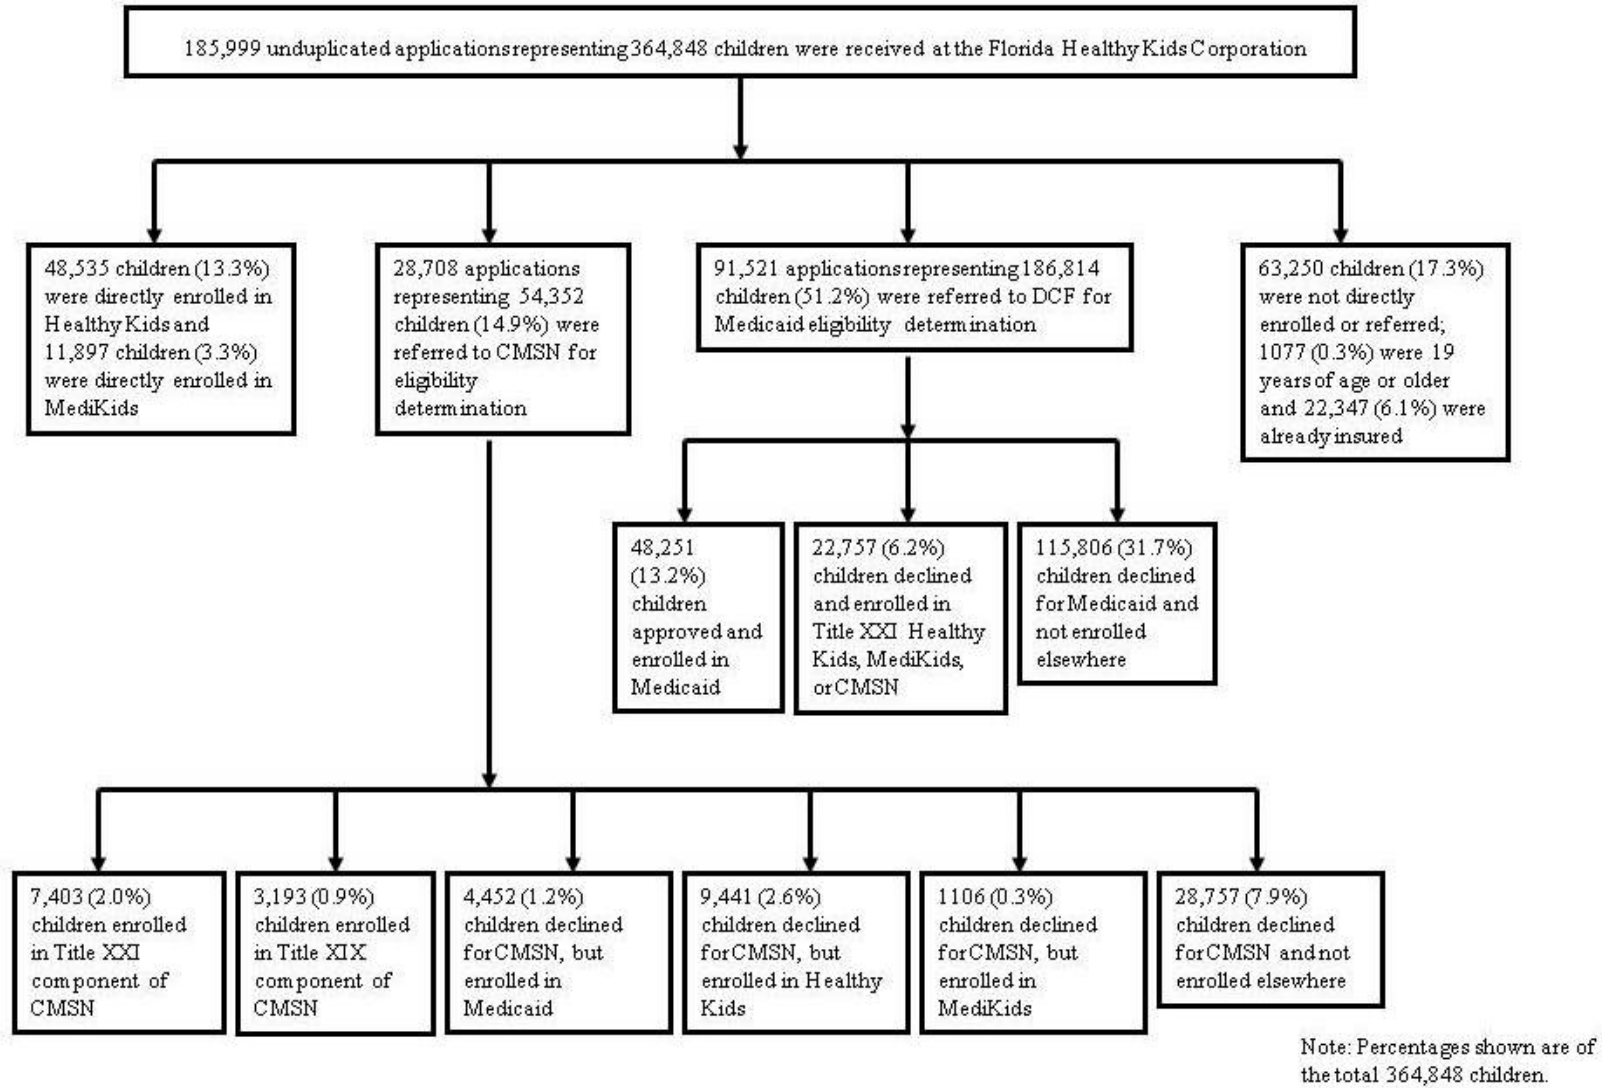 185,999 unduplicated applications representing 364,848 children were received at the Florida Healthy Kids Corporation
48,535 children (13.3%)
were directly enrolled in
Healthy Kids and
11,897 children (3.3%)
were directly enrolled in
MediKids
28,708 applications
representing 54,352
children (14.9%) were
referred to CMSN for
eligibility
determination
91,521 applications representing 186,814
children (51.2%) were referred to DCF for
Medicaid eligibility determination
63,250 children (17.3%)
were not directly
enrolled or referred;
1077 (0.3%) were 19
years of age or older
and 22,347 (6.1%) were
already insured
48,251
(13.2%)
children
approved and
enrolled in
Medicaid
22,757 (6.2%)
children declined
and enrolled in
Title XXI Healthy
Kids, MediKids,
or CMSN
115,806 (31.7%)
children declined
for Medicaid and
not enrolled
elsewhere
7,403 (2.0%)
children enrolled
in Title XXI
component of
CMSN
3,193 (0.9%)
children enrolled
in Title XIX
component of
CMSN
4,452 (1.2%)
children declined
for CMSN, but
enrolled in
Medicaid
9,441 (2.6%)
children declined
for CMSN, but
enrolled in Healthy
Kids
1106 (0.3%)
children declined
for CMSN, but
enrolled in
MediKids
28,757 (7.9%)
children declined
for CMSN and not
enrolled elsewhere
Note: Percentages shown are of
the total 364,848 children.